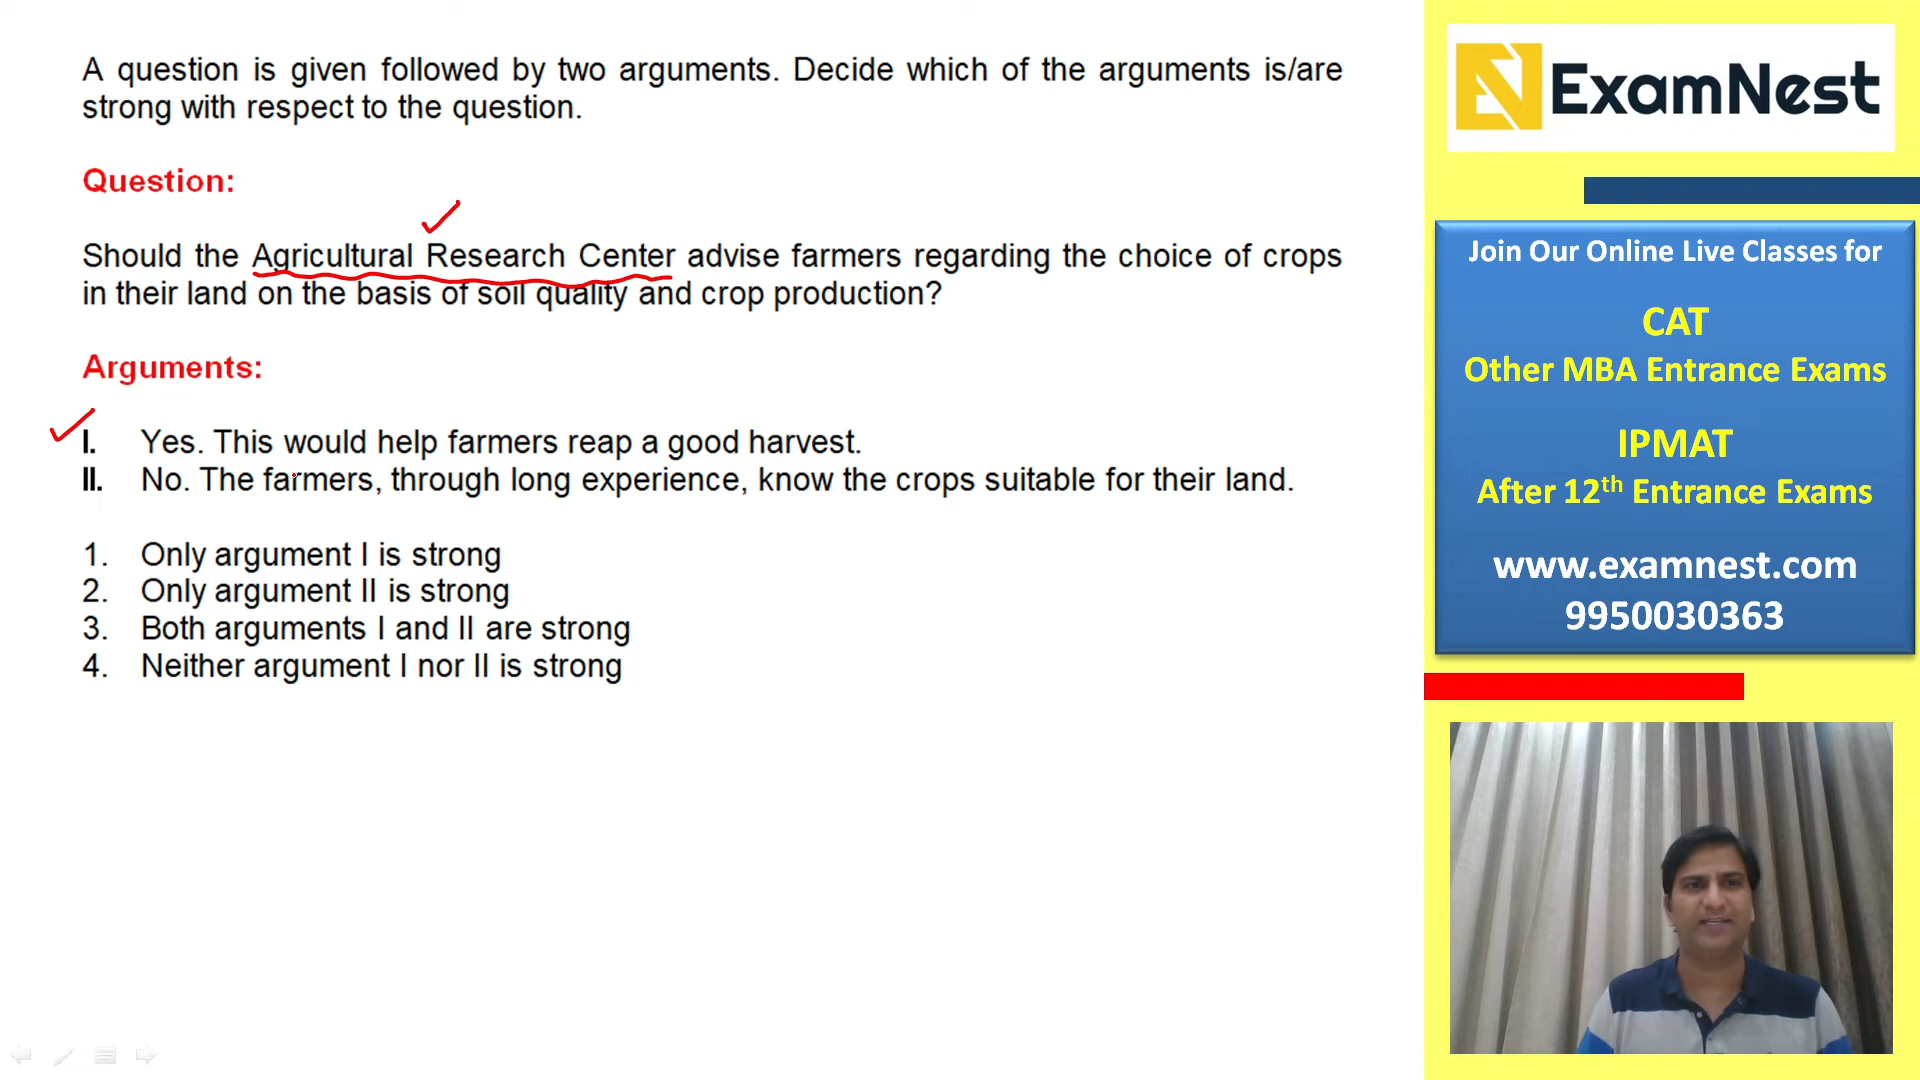 A question is given followed by two arguments. Decide which of the arguments is/are
strong with respect to the question.
Question:
Should the Agricultural Research Center advise farmers regarding the choice of crops
in their land on the basis of soil quality and crop production?
Arguments:
I. Yes. This would help farmers reap a good harvest.
II. No. The farmers, through long experience, know the crops suitable for their land.
1. Only argument I is strong
2. Only argument II is strong
3. Both arguments I and II are strong
4. Neither argument I nor II is strong
ExamNest
Join Our Online Live Classes for
CAT
Other MBA Entrance Exams
IPMAT
After 12th Entrance Exams
www.examnest.com
9950030363